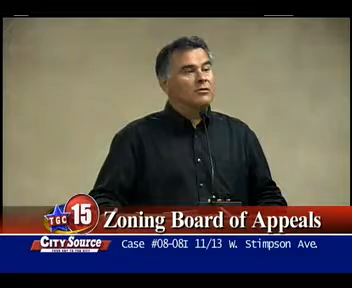 TGC 15
Zoning Board of Appeals
CITY SOURCE
Case #08-08I 11/13 W. Stimpson Ave.